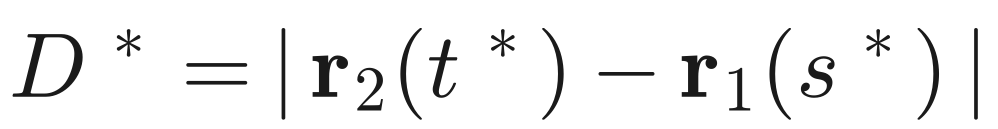 D* = | r₂(t*) − r₁(s*) |